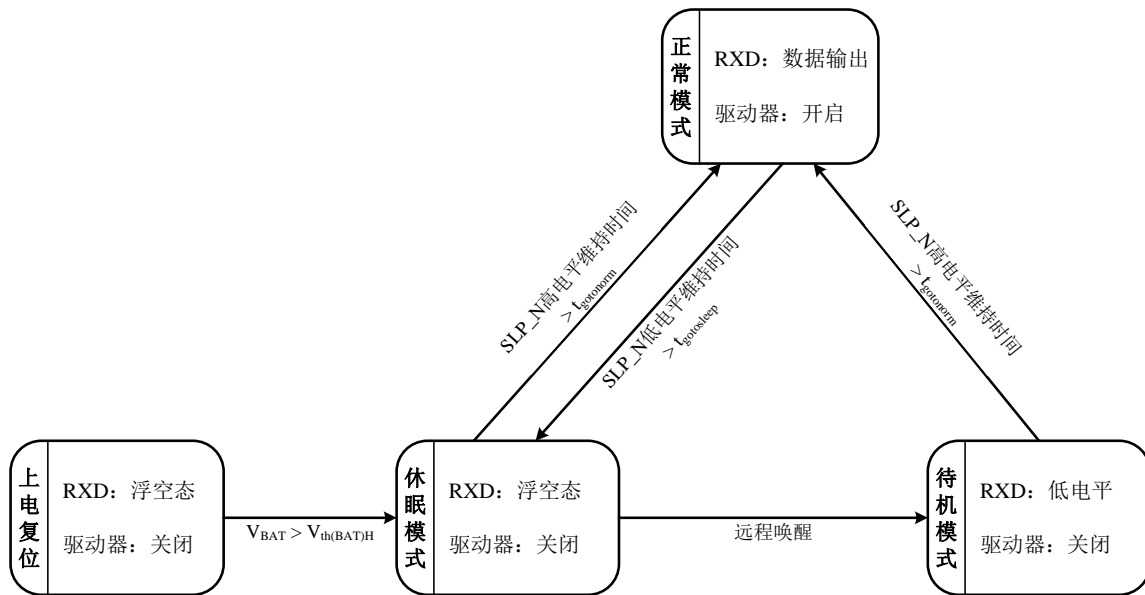 正常模式
RXD：数据输出
驱动器：开启
SLP_N高电平维持时间
> tgotonorm
SLP_N低电平维持时间
> tgotosleep
SLP_N高电平维持时间
> tgotonorm
上电复位
RXD：浮空态
驱动器：关闭
VBAT > Vth(BAT)H
休眠模式
RXD：浮空态
驱动器：关闭
远程唤醒
待机模式
RXD：低电平
驱动器：关闭